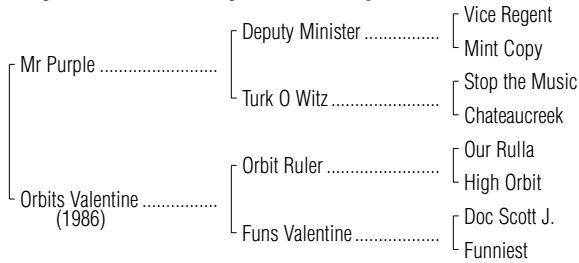 Vice Regent
Deputy Minister ................
Mint Copy
Mr Purple ........................
Stop the Music
Turk O Witz ......................
Chateaucreek
Our Rulla
Orbit Ruler .......................
High Orbit
Orbits Valentine ...............
(1986)
Doc Scott J.
Funs Valentine .................
Funniest